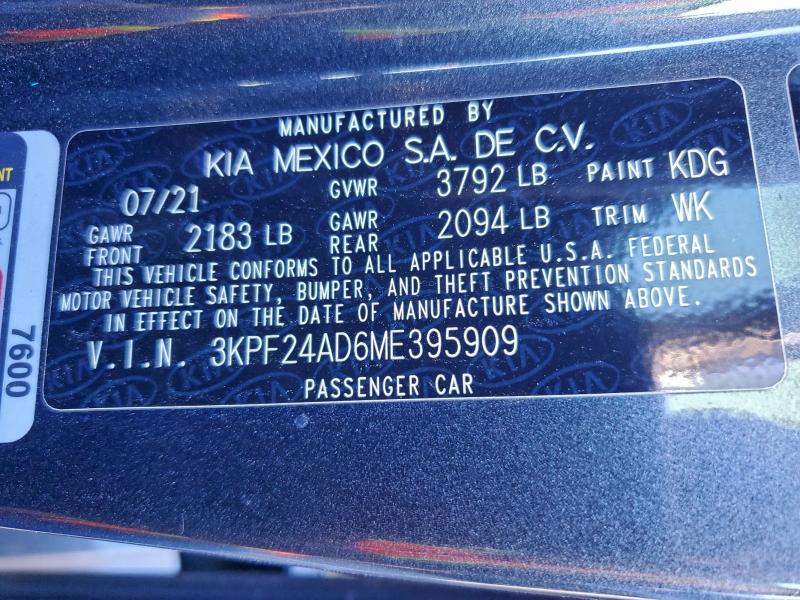 MANUFACTURED BY
KIA MEXICO S.A. DE C.V.
07/21 GVWR 3792 LB PAINT KDG
GAWR FRONT 2183 LB GAWR REAR 2094 LB TRIM WK
THIS VEHICLE CONFORMS TO ALL APPLICABLE U.S.A. FEDERAL
MOTOR VEHICLE SAFETY, BUMPER, AND THEFT PREVENTION STANDARDS
IN EFFECT ON THE DATE OF MANUFACTURE SHOWN ABOVE.
V.I.N. 3KPF24AD6ME395909
PASSENGER CAR
7600